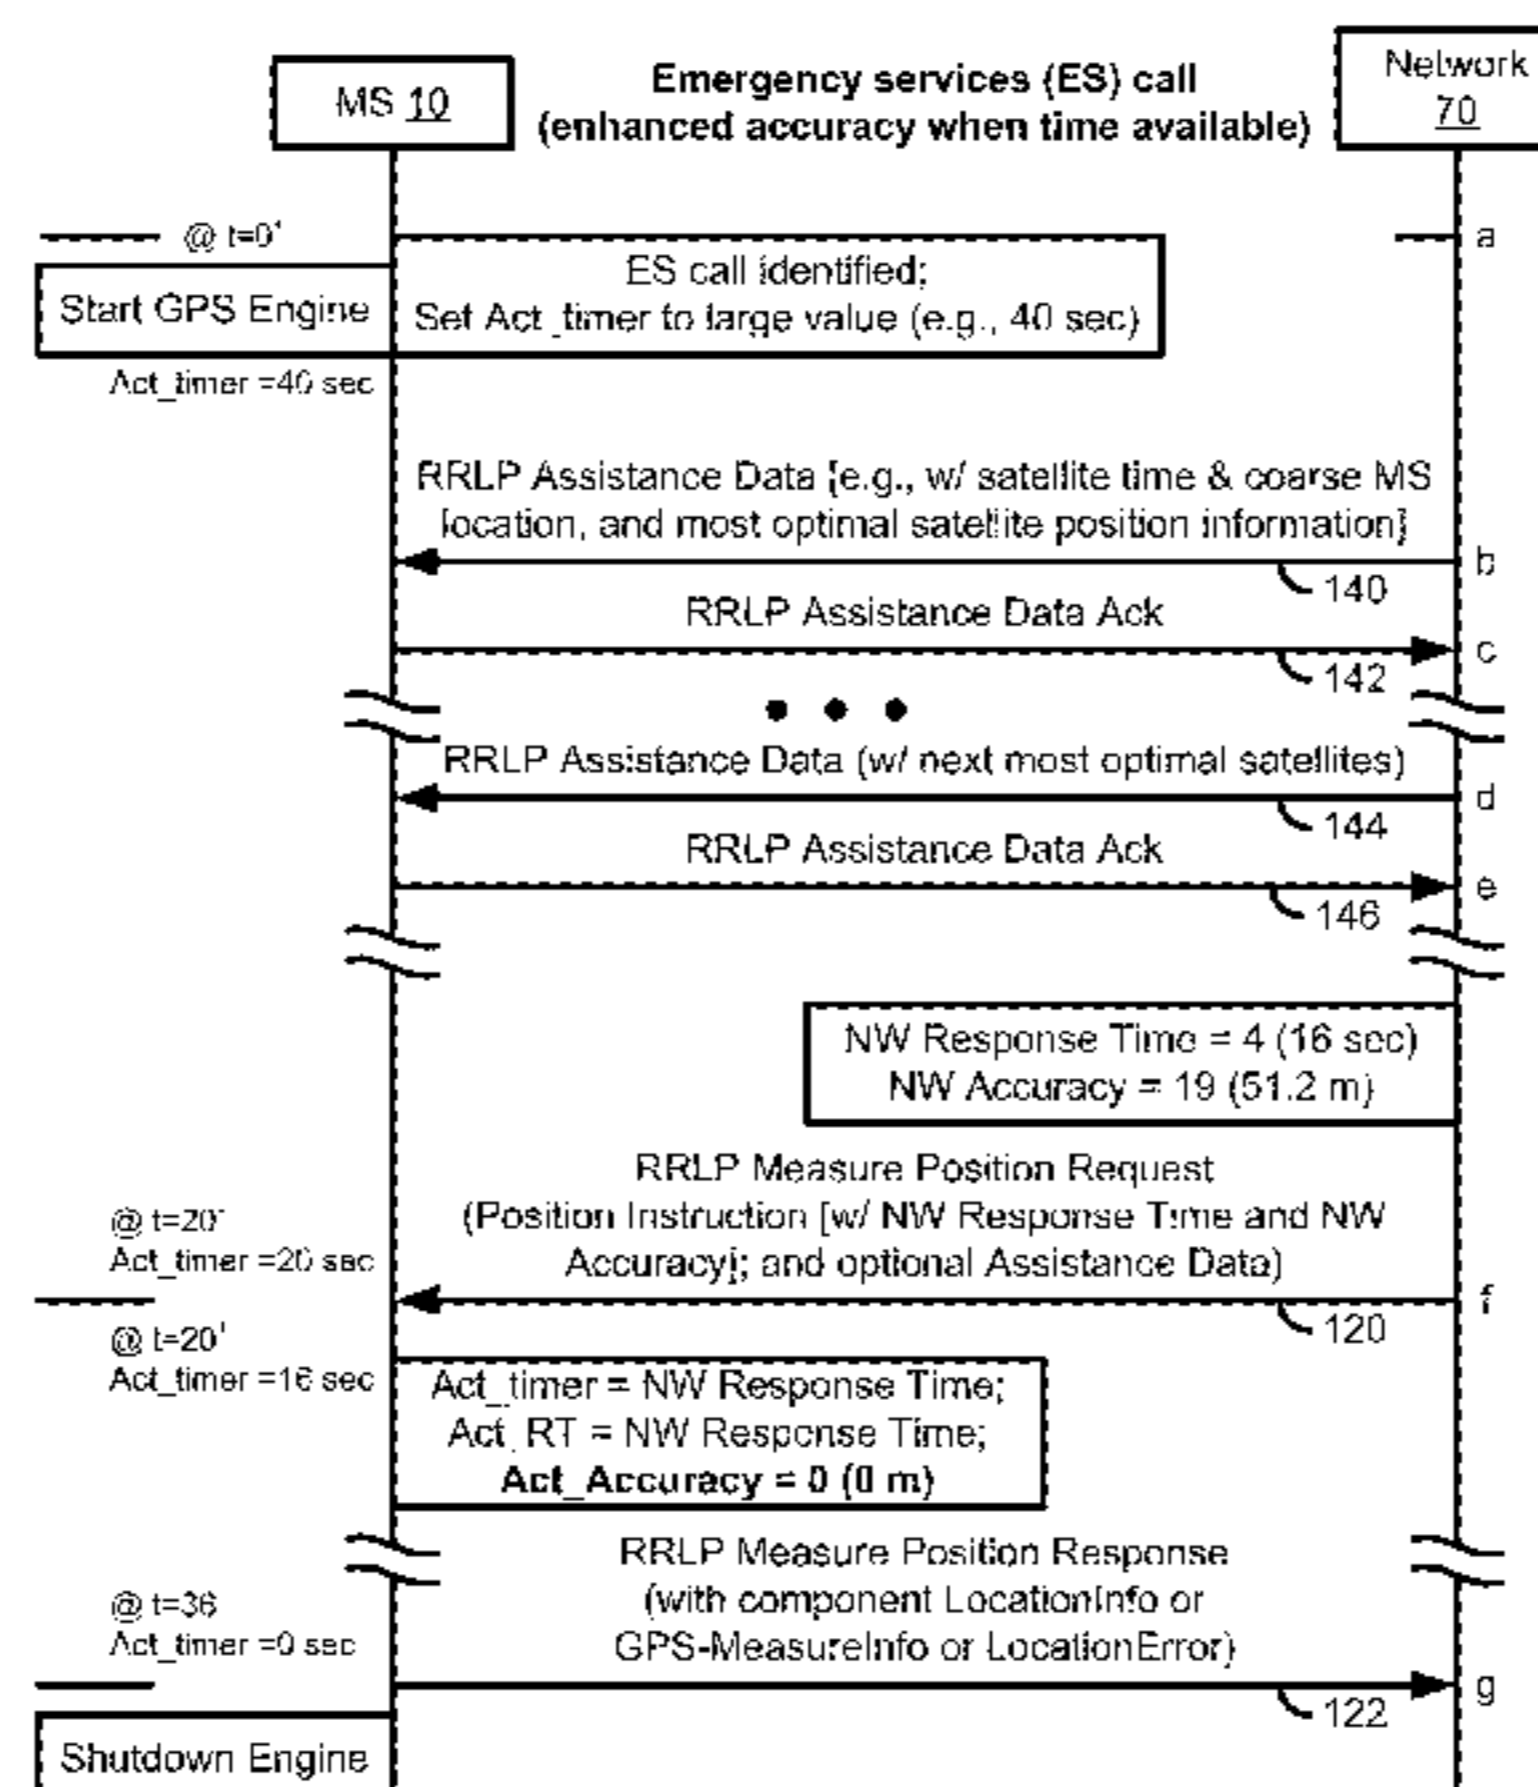 MS 10
Emergency services (ES) call
(enhanced accuracy when time available)
Network
70
@ t=0+
a
Start GPS Engine
ES call identified;
Set Act_timer to large value (e.g., 40 sec)
Act_timer =40 sec
RRLP Assistance Data [e.g., w/ satellite time & coarse MS
location, and most optimal satellite position information]
b
140
RRLP Assistance Data Ack
c
142
RRLP Assistance Data (w/ next most optimal satellites)
d
144
RRLP Assistance Data Ack
e
146
NW Response Time = 4 (16 sec)
NW Accuracy = 19 (51.2 m)
RRLP Measure Position Request
(Position Instruction [w/ NW Response Time and NW
Accuracy]; and optional Assistance Data)
@ t=20-
Act_timer =20 sec
f
120
@ t=20+
Act_timer =16 sec
Act_timer = NW Response Time;
Act_RT = NW Response Time;
Act_Accuracy = 0 (0 m)
RRLP Measure Position Response
(with component LocationInfo or
GPS-MeasureInfo or LocationError)
@ t=36
Act_timer =0 sec
g
122
Shutdown Engine